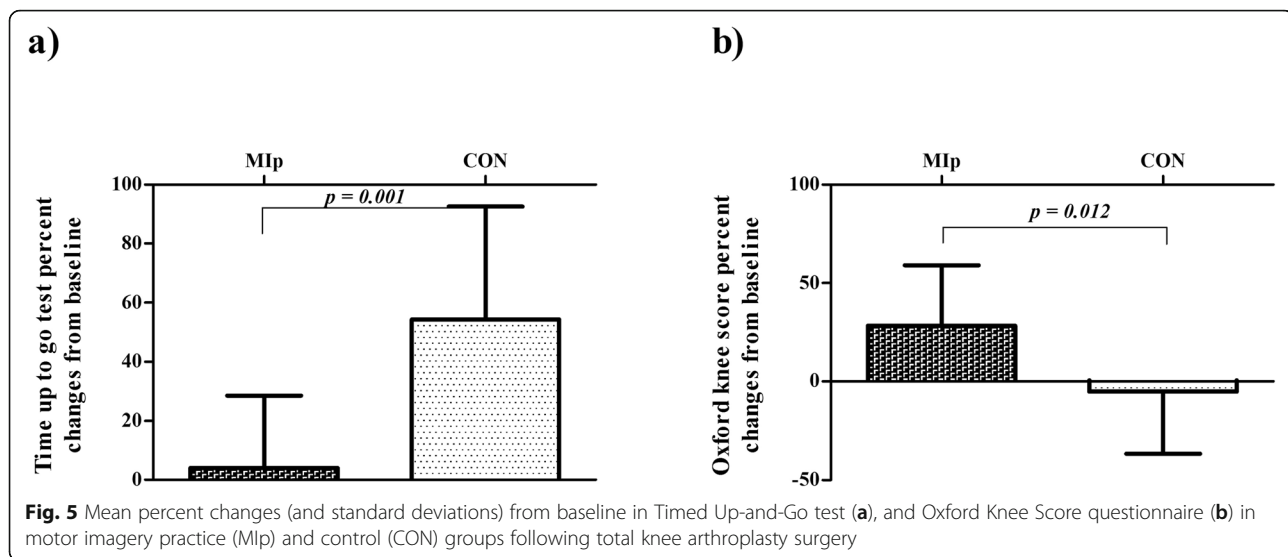 a)
MIp CON
p = 0.001
100
80
60
40
20
0
Time up to go test percent
changes from baseline
b)
MIp CON
p = 0.012
100
50
0
-50
Oxford knee score percent
changes from baseline
Fig. 5 Mean percent changes (and standard deviations) from baseline in Timed Up-and-Go test (a), and Oxford Knee Score questionnaire (b) in
motor imagery practice (MIp) and control (CON) groups following total knee arthroplasty surgery